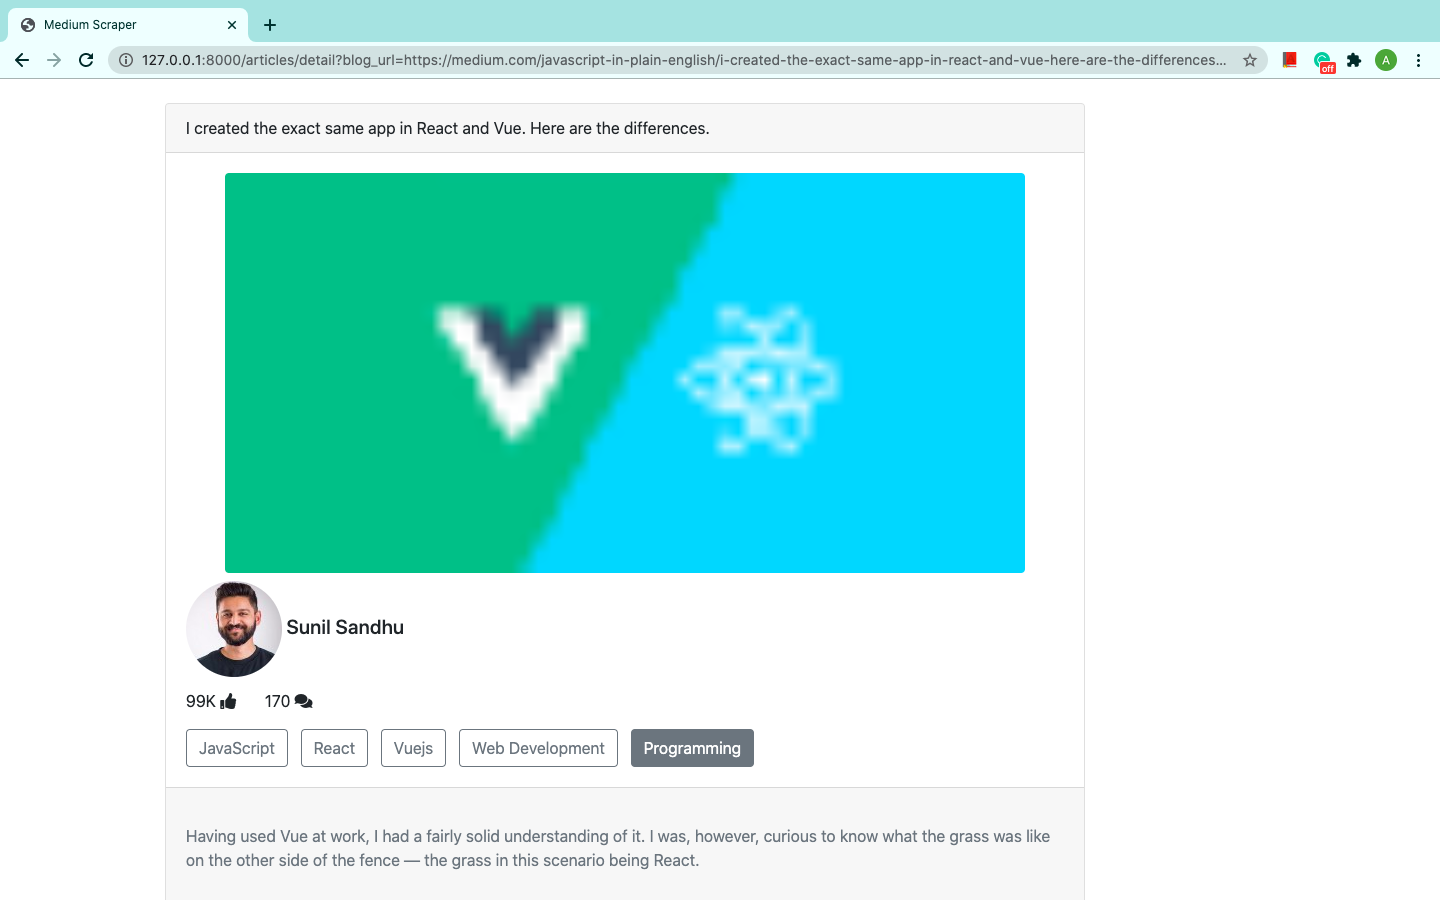 Medium Scraper
127.0.0.1:8000/articles/detail?blog_url=https://medium.com/javascript-in-plain-english/i-created-the-exact-same-app-in-react-and-vue-here-are-the-differences...
off
A
I created the exact same app in React and Vue. Here are the differences.
Sunil Sandhu
99K 170
JavaScript React Vuejs Web Development Programming
Having used Vue at work, I had a fairly solid understanding of it. I was, however, curious to know what the grass was like
on the other side of the fence — the grass in this scenario being React.